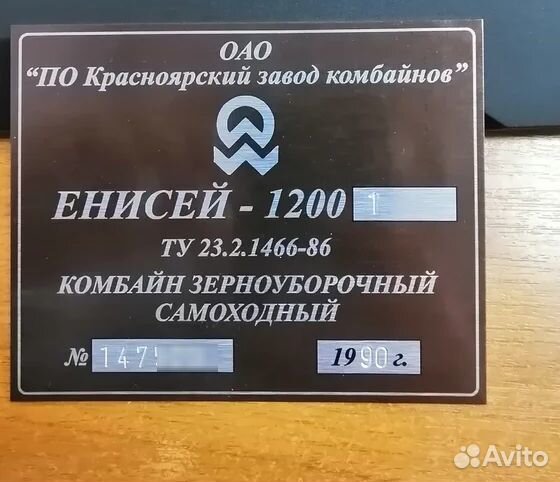 ОАО
“ПО Красноярский завод комбайнов”
ЕНИСЕЙ - 1200 1
ТУ 23.2.1466-86
КОМБАЙН ЗЕРНОУБОРОЧНЫЙ
САМОХОДНЫЙ
№ 147
1990 г.
Avito